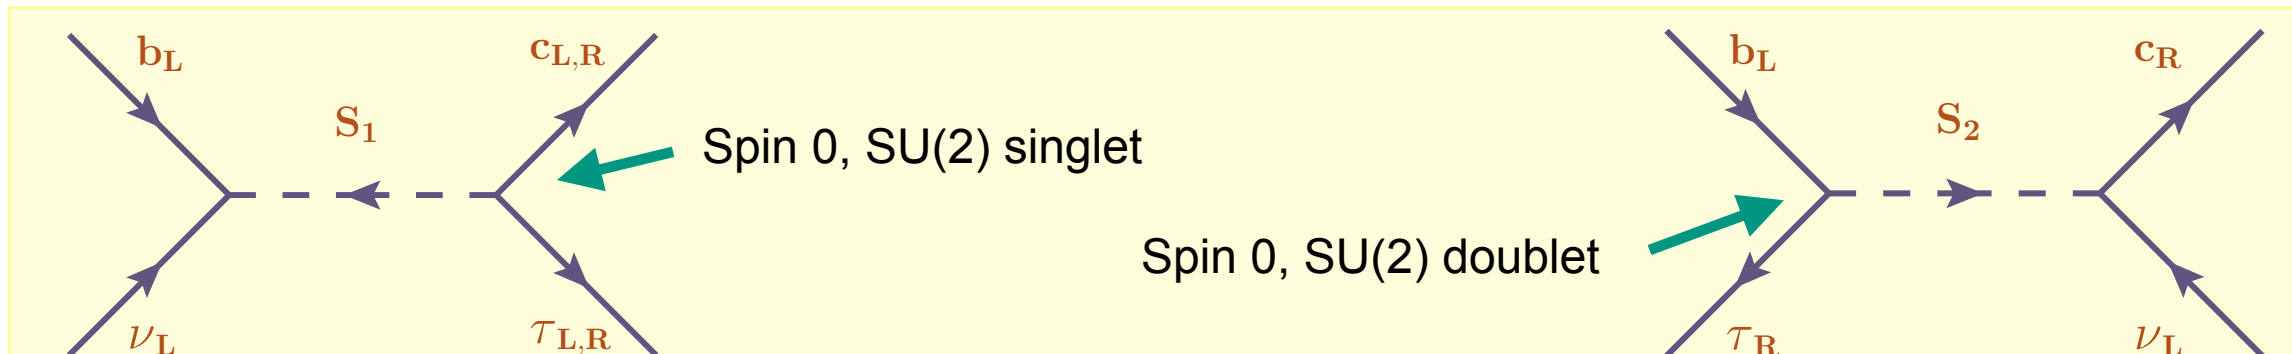 b_L c_L,R b_L c_R
S_1 S_2
Spin 0, SU(2) singlet
Spin 0, SU(2) doublet
ν_L τ_L,R τ_R ν_L